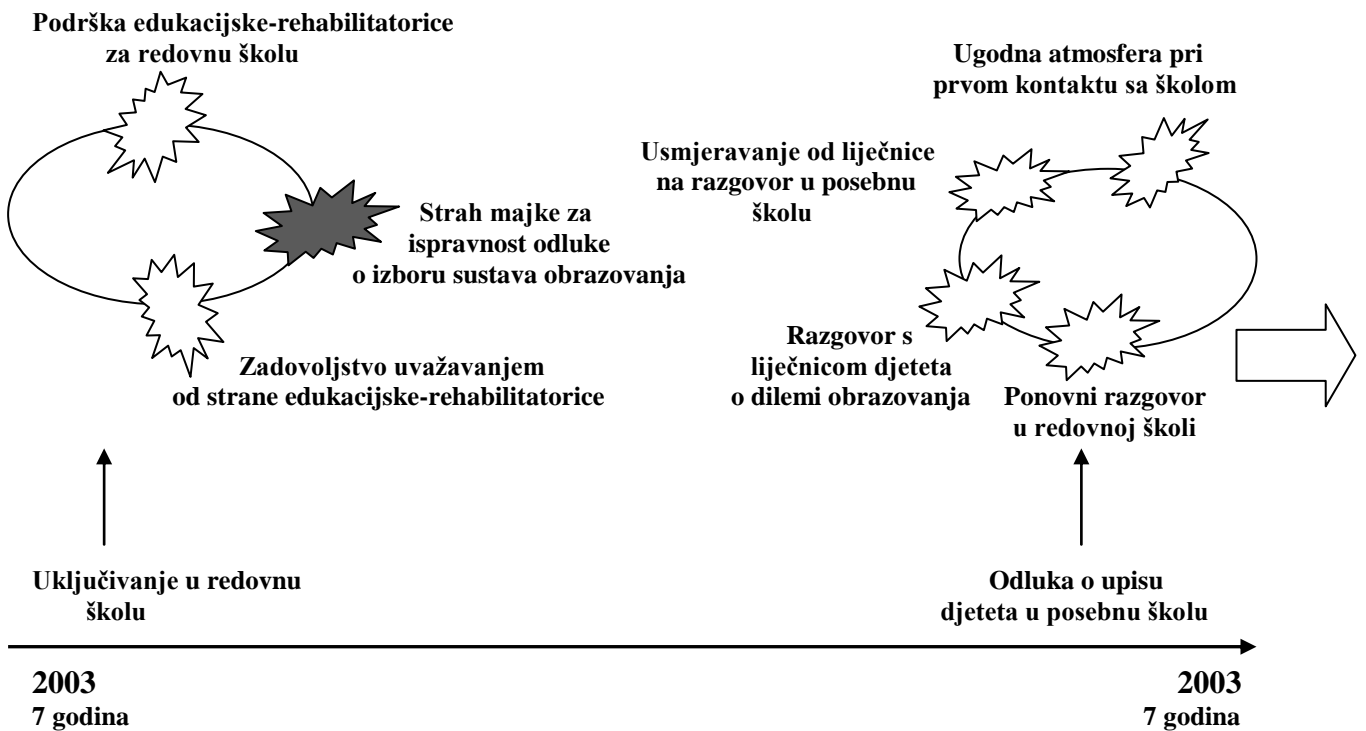 Podrška edukacijske-rehabilitatorice
za redovnu školu
Strah majke za
ispravnost odluke
o izboru sustava obrazovanja
Zadovoljstvo uvažavanjem
od strane edukacijske-rehabilitatorice
Ugodna atmosfera pri
prvom kontaktu sa školom
Usmjeravanje od liječnice
na razgovor u posebnu
školu
Razgovor s
liječnicom djeteta
o dilemi obrazovanja
Ponovni razgovor
u redovnoj školi
Uključivanje u redovnu
školu
Odluka o upisu
djeteta u posebnu školu
2003
7 godina
2003
7 godina